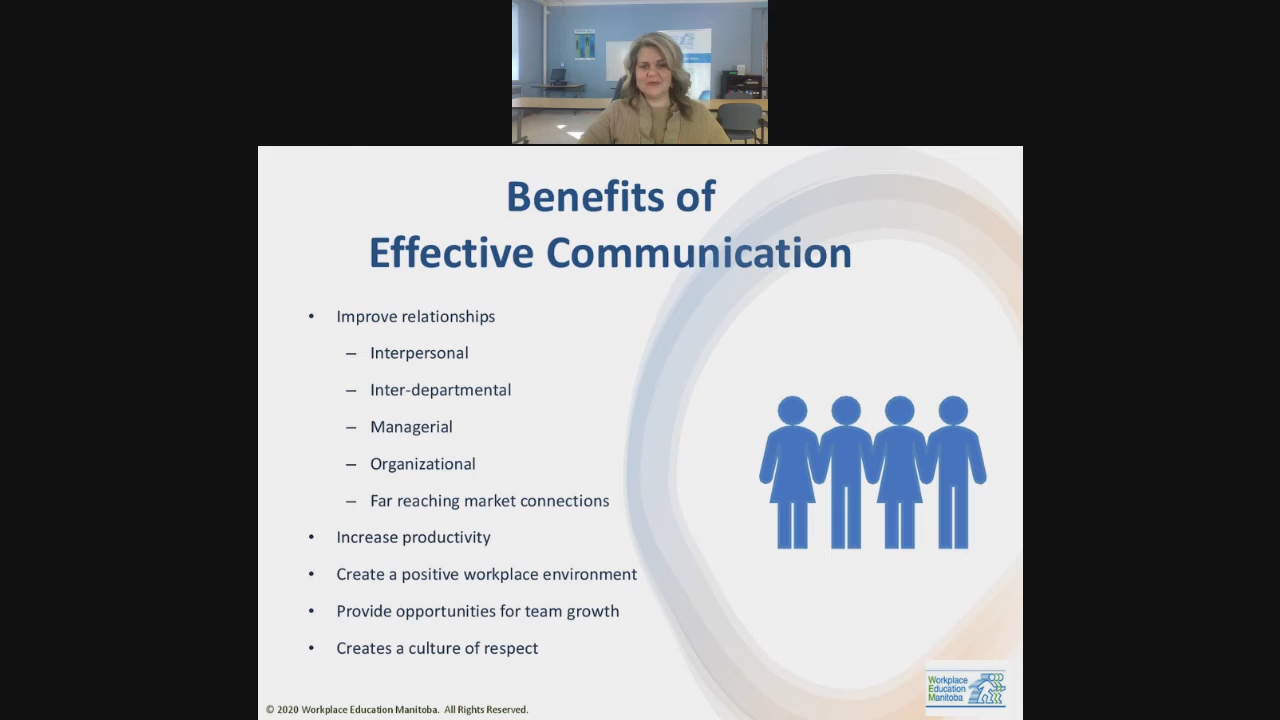 Benefits of
Effective Communication
• Improve relationships
– Interpersonal
– Inter-departmental
– Managerial
– Organizational
– Far reaching market connections
• Increase productivity
• Create a positive workplace environment
• Provide opportunities for team growth
• Creates a culture of respect
Workplace
Education
Manitoba
© 2020 Workplace Education Manitoba. All Rights Reserved.